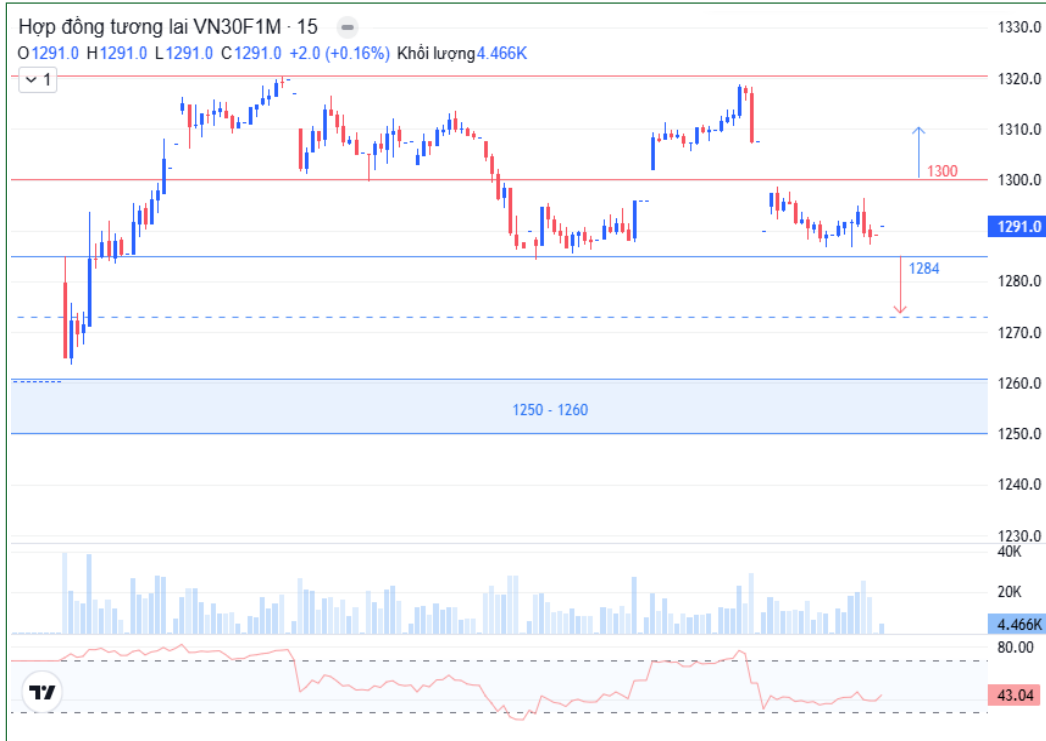 Hợp đồng tương lai VN30F1M · 15
O1291.0 H1291.0 L1291.0 C1291.0 +2.0 (+0.16%) Khối lượng4.466K
1
1330.0
1320.0
1310.0
1300
1300.0
1291.0
1284
1280.0
1270.0
1260.0
1250 - 1260
1250.0
1240.0
1230.0
40K
20K
4.466K
80.00
43.04